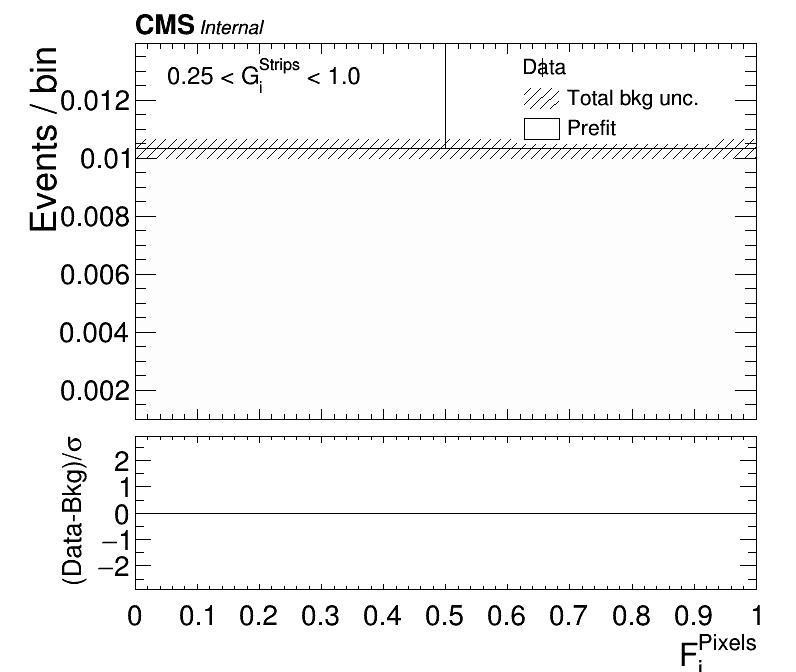 CMS Internal
0.25 < G_i^Strips < 1.0
Data
Total bkg unc.
Prefit
Events / bin
0.012
0.01
0.008
0.006
0.004
0.002
(Data-Bkg)/σ
2
1
0
−1
−2
0 0.1 0.2 0.3 0.4 0.5 0.6 0.7 0.8 0.9 1
F_i^Pixels